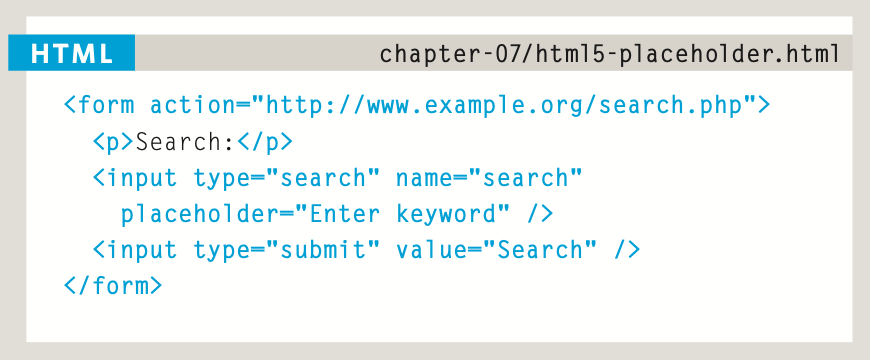 HTML
chapter-07/html5-placeholder.html
<form action="http://www.example.org/search.php">
<p>Search:</p>
<input type="search" name="search"
placeholder="Enter keyword" />
<input type="submit" value="Search" />
</form>